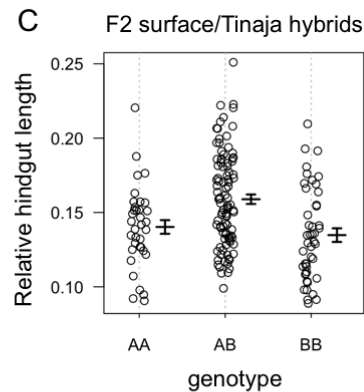 C
F2 surface/Tinaja hybrids
Relative hindgut length
0.25
0.20
0.15
0.10
AA AB BB
genotype